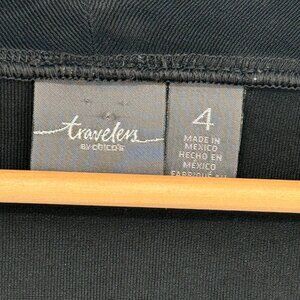 travelers
BY CHICO'S
4
MADE IN
MEXICO
HECHO EN
MEXICO